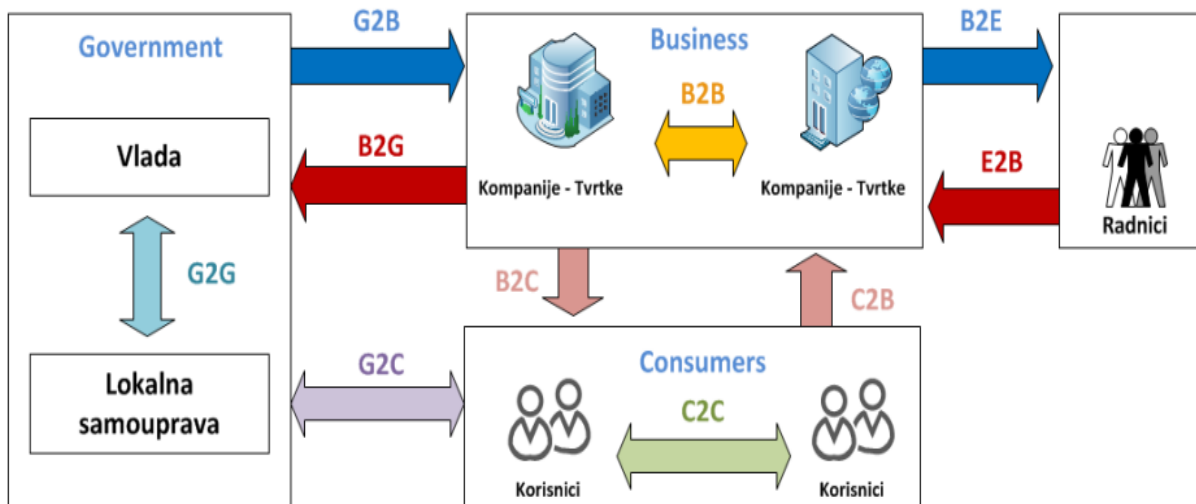 G2B
Business
B2E
Government
B2B
Vlada
B2G
E2B
Kompanije - Tvrtke
Kompanije - Tvrtke
Radnici
G2G
B2C
C2B
G2C
Consumers
Lokalna
samouprava
C2C
Korisnici
Korisnici